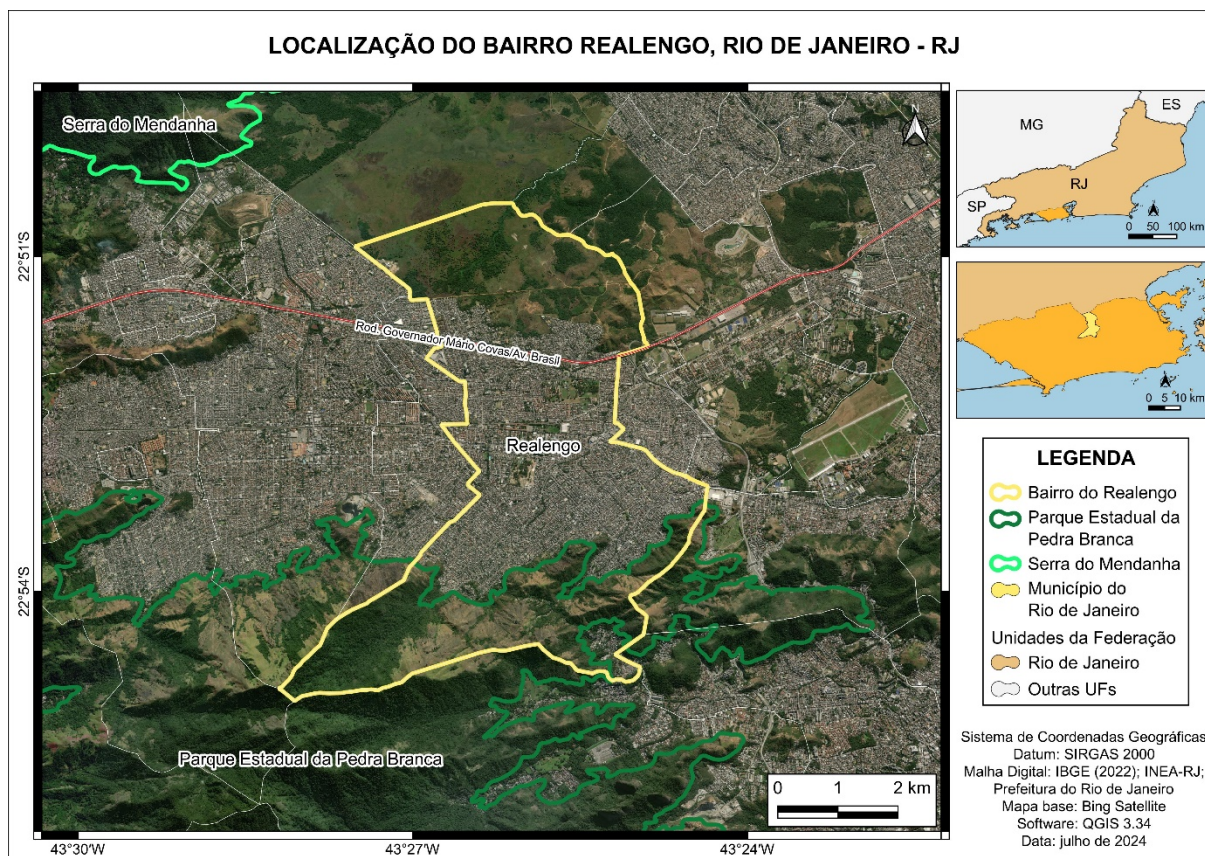 LOCALIZAÇÃO DO BAIRRO REALENGO, RIO DE JANEIRO - RJ
Serra do Mendanha
N
22°51'S
Rod. Governador Mário Covas/Av. Brasil
Realengo
22°54'S
Parque Estadual da Pedra Branca
0 1 2 km
43°30'W
43°27'W
43°24'W
MG
ES
RJ
SP
0 50 100 km
0 5 10 km
LEGENDA
Bairro do Realengo
Parque Estadual da
Pedra Branca
Serra do Mendanha
Município do
Rio de Janeiro
Unidades da Federação
Rio de Janeiro
Outras UFs
Sistema de Coordenadas Geográficas
Datum: SIRGAS 2000
Malha Digital: IBGE (2022); INEA-RJ;
Prefeitura do Rio de Janeiro
Mapa base: Bing Satellite
Software: QGIS 3.34
Data: julho de 2024